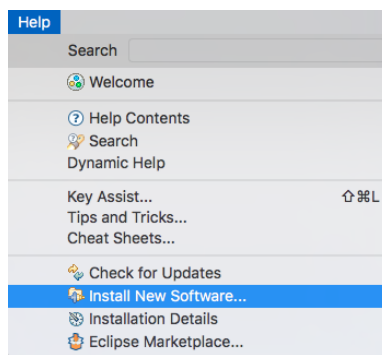 Help
Search
Welcome
Help Contents
Search
Dynamic Help
Key Assist... ⇧⌘L
Tips and Tricks...
Cheat Sheets...
Check for Updates
Install New Software...
Installation Details
Eclipse Marketplace...